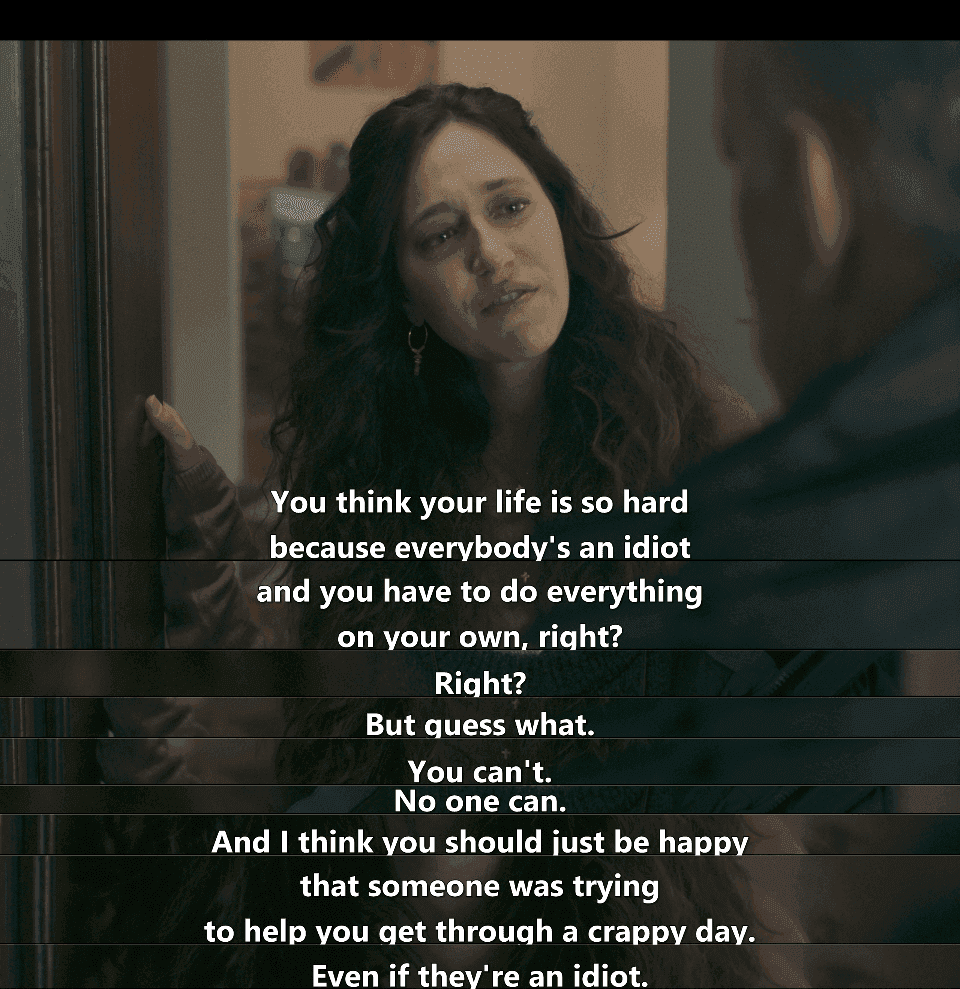 You think your life is so hard
because everybody's an idiot
and you have to do everything
on your own, right?
Right?
But guess what.
You can't.
No one can.
And I think you should just be happy
that someone was trying
to help you get through a crappy day.
Even if they're an idiot.